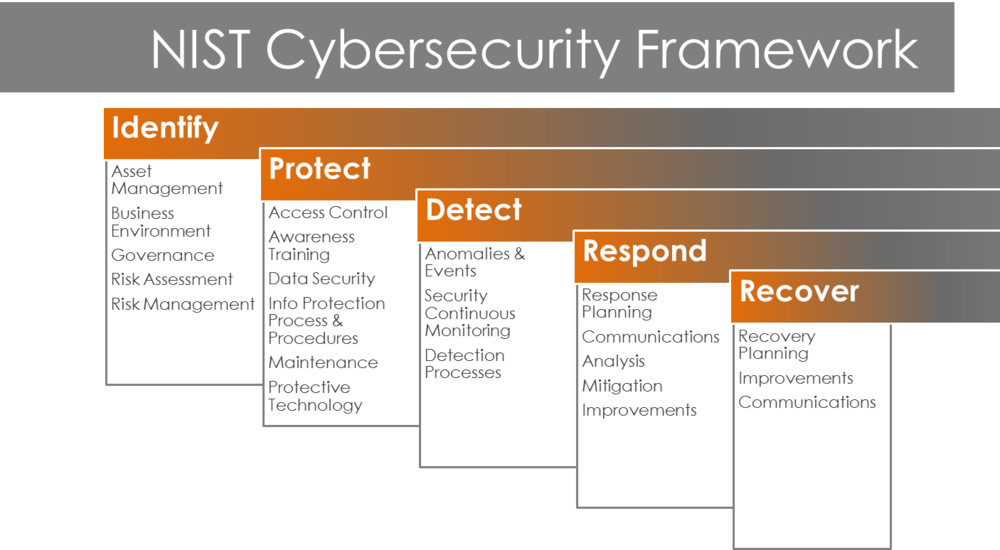 NIST Cybersecurity Framework
Identify
Asset
Management
Business
Environment
Governance
Risk Assessment
Risk Management
Protect
Access Control
Awareness
Training
Data Security
Info Protection
Process &
Procedures
Maintenance
Protective
Technology
Detect
Anomalies &
Events
Security
Continuous
Monitoring
Detection
Processes
Respond
Response
Planning
Communications
Analysis
Mitigation
Improvements
Recover
Recovery
Planning
Improvements
Communications